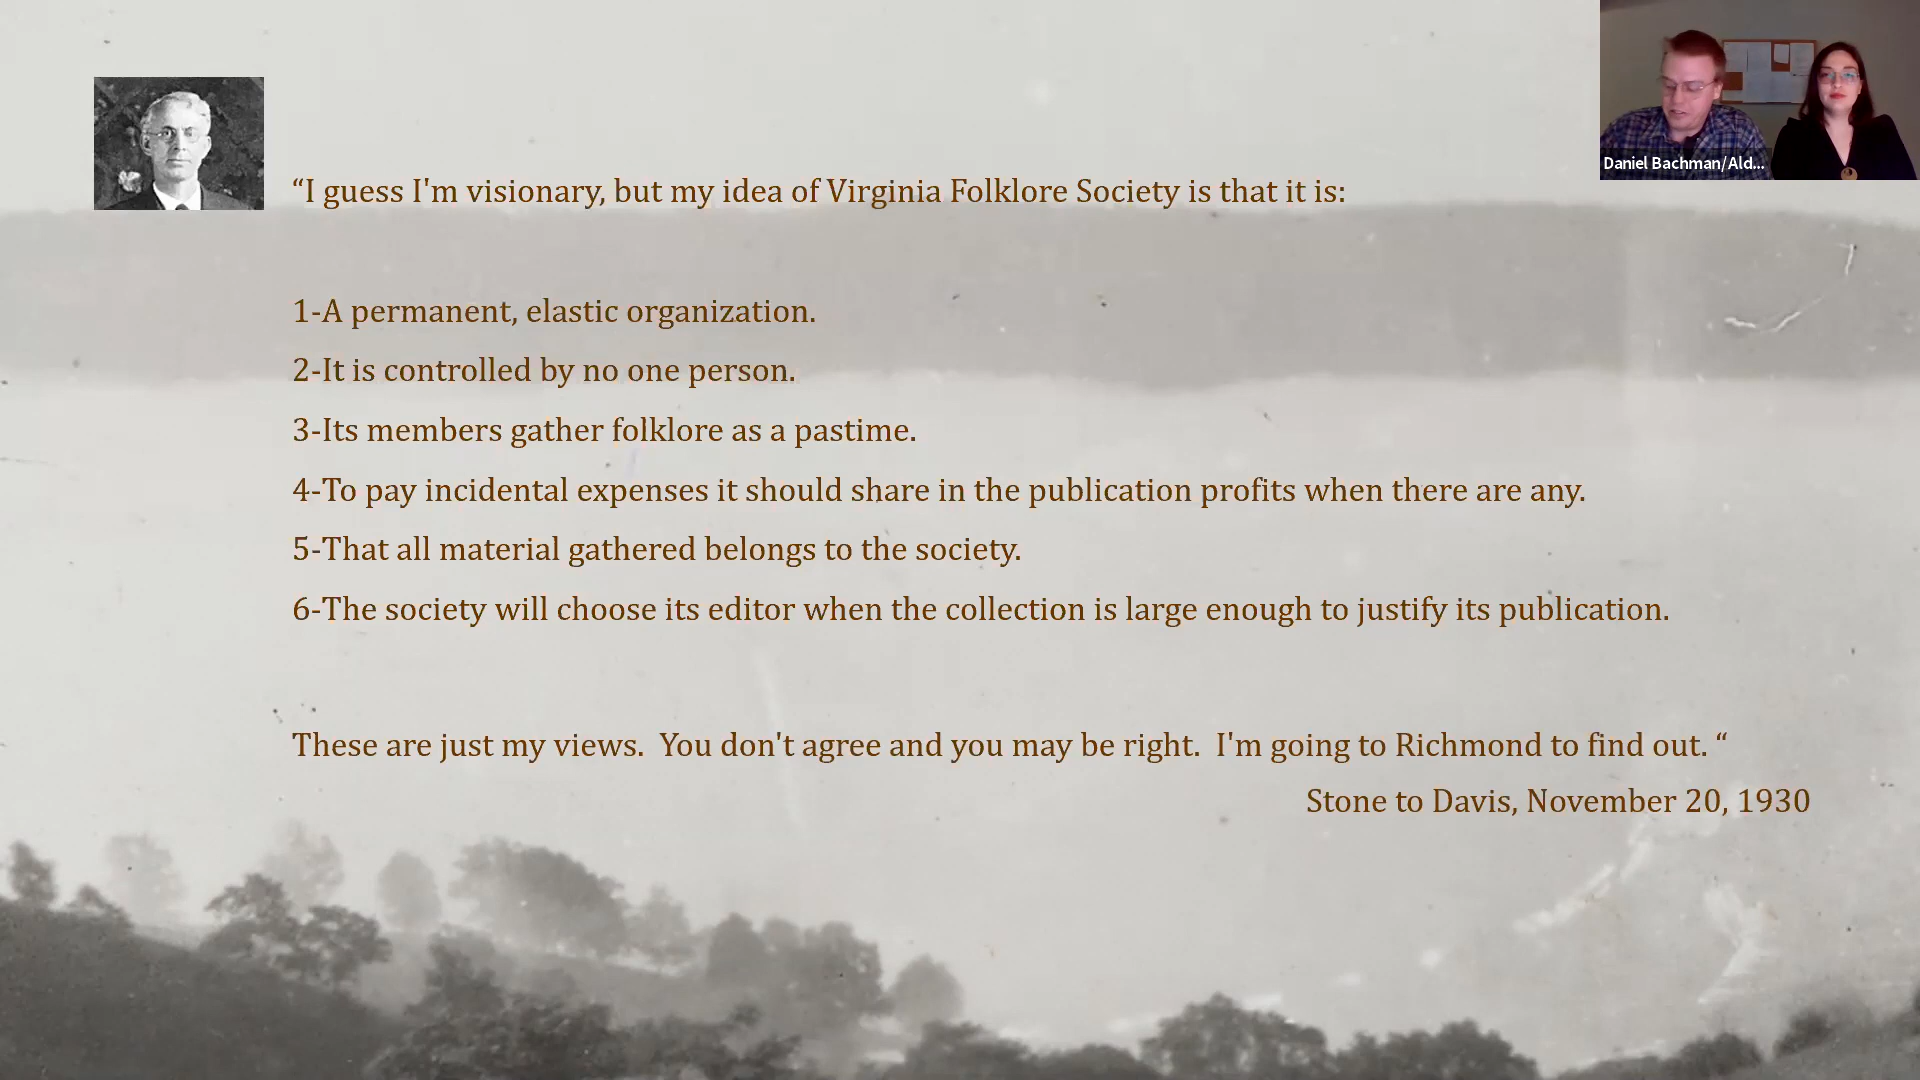 Daniel Bachman/Ald...
“I guess I'm visionary, but my idea of Virginia Folklore Society is that it is:
1-A permanent, elastic organization.
2-It is controlled by no one person.
3-Its members gather folklore as a pastime.
4-To pay incidental expenses it should share in the publication profits when there are any.
5-That all material gathered belongs to the society.
6-The society will choose its editor when the collection is large enough to justify its publication.
These are just my views.  You don't agree and you may be right.  I'm going to Richmond to find out. “
Stone to Davis, November 20, 1930